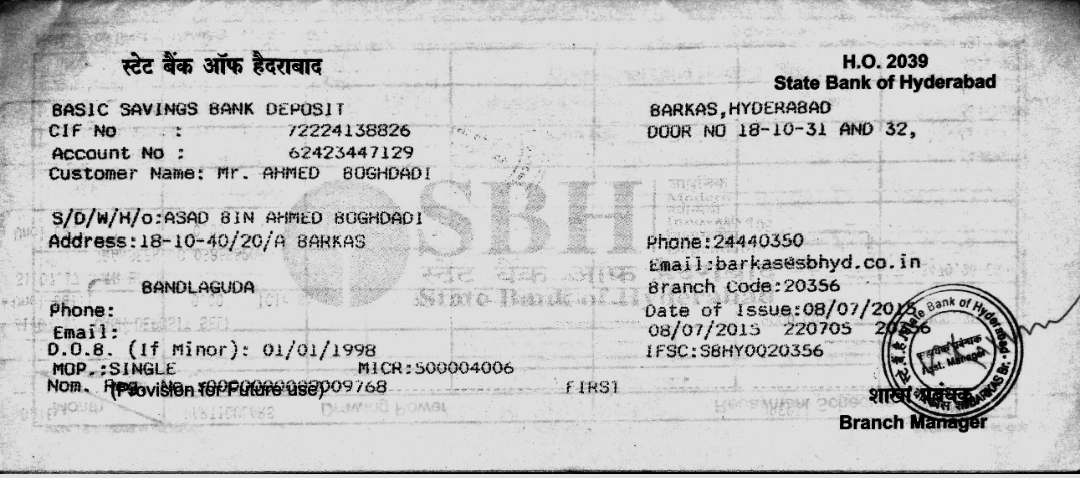 स्टेट बैंक ऑफ हैदराबाद
H.O. 2039
State Bank of Hyderabad
BASIC SAVINGS BANK DEPOSIT
BARKAS,HYDERABAD
CIF No : 72224138826
DOOR NO 18-10-31 AND 32,
Account No : 62423447129
Customer Name: Mr. AHMED BOGHDADI
SBH
S/D/W/H/o:ASAD BIN AHMED BOGHDADI
Address:18-10-40/20/A BARKAS
Phone:24440350
Email:barkas@sbhyd.co.in
स्टेट बैंक ऑफ
State Bank of Hyderabad
BANDLAGUDA
Branch Code:20356
Phone:
Date of Issue:08/07/2015
Email:
08/07/2015 220705 20356
D.O.B. (If Minor): 01/01/1998
IFSC:SBHY0020356
MOP.:SINGLE MICR:500004006
Nom. Reg. No. 009768 FIRST
(Provision for Future use)
State Bank of Hyderabad
Asst. Manager
BARKAS Br.
शाखा प्रबंधक
Branch Manager